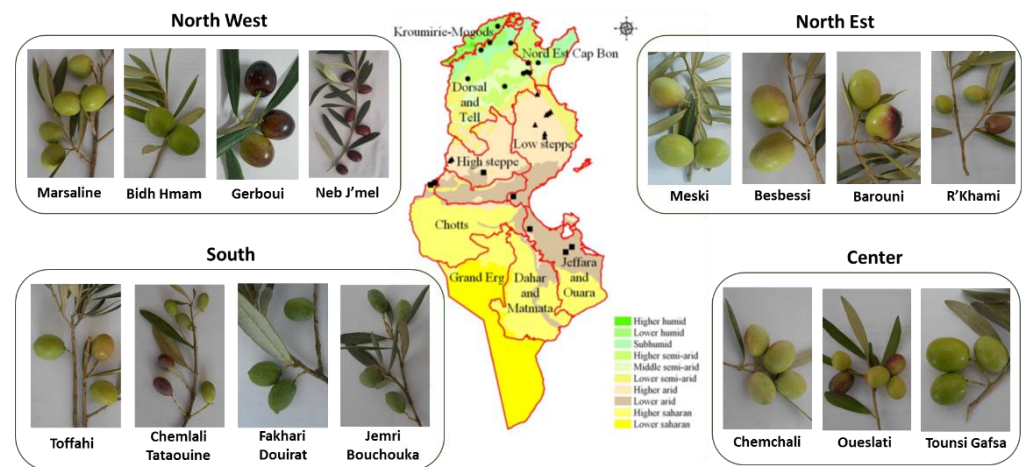 North West
Marsaline
Bidh Hmam
Gerboui
Neb J'mel
North Est
Meski
Besbessi
Barouni
R'Khami
South
Toffahi
Chemlali
Tataouine
Fakhari
Douirat
Jemri
Bouchouka
Center
Chemchali
Oueslati
Tounsi Gafsa
Kroumirie-Mogods
Nord Est Cap Bon
Dorsal
and
Tell
Low steppe
High steppe
Chotts
Grand Erg
Dahar
and
Matmata
Jeffara
and
Ouara
Higher humid
Lower humid
Subhumid
Higher semi-arid
Middle semi-arid
Lower semi-arid
Higher arid
Lower arid
Higher saharan
Lower saharan